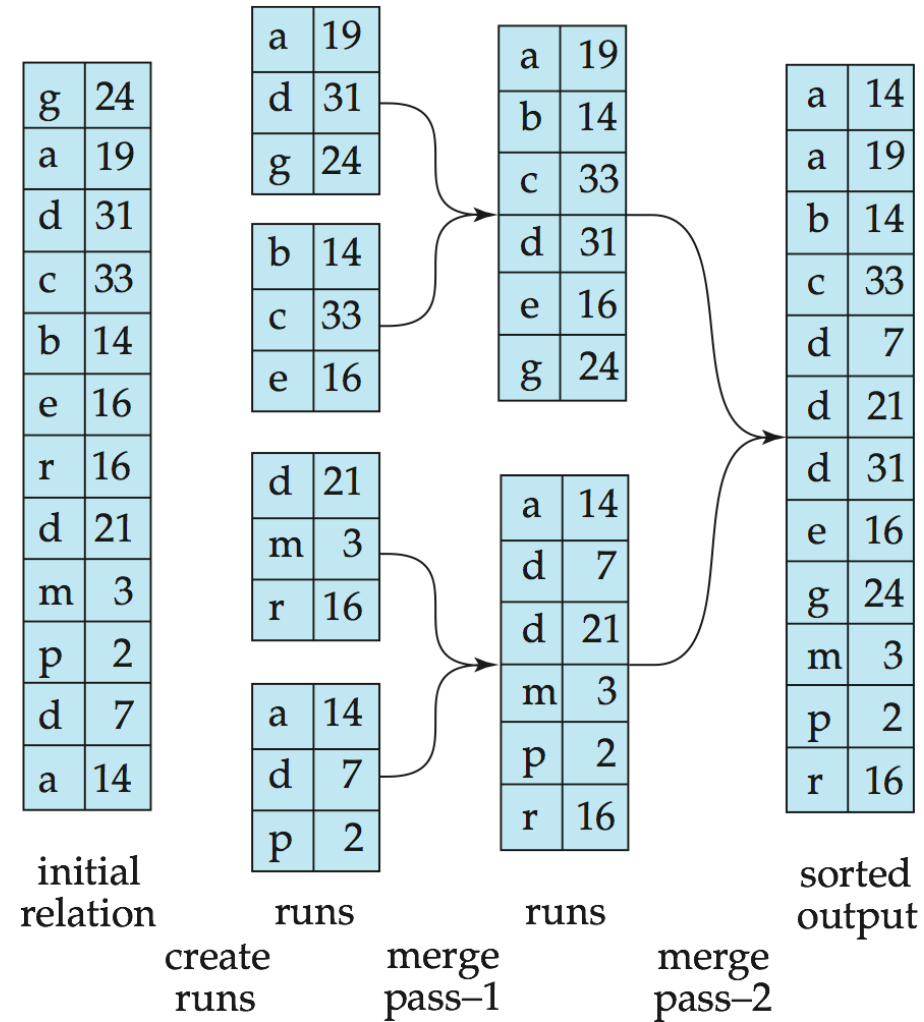 g 24
a 19
d 31
c 33
b 14
e 16
r 16
d 21
m 3
p 2
d 7
a 14
initial
relation
a 19
d 31
g 24
b 14
c 33
e 16
d 21
m 3
r 16
a 14
d 7
p 2
runs
create
runs
a 19
b 14
c 33
d 31
e 16
g 24
a 14
d 7
d 21
m 3
p 2
r 16
runs
merge
pass–1
a 14
a 19
b 14
c 33
d 7
d 21
d 31
e 16
g 24
m 3
p 2
r 16
sorted
output
merge
pass–2